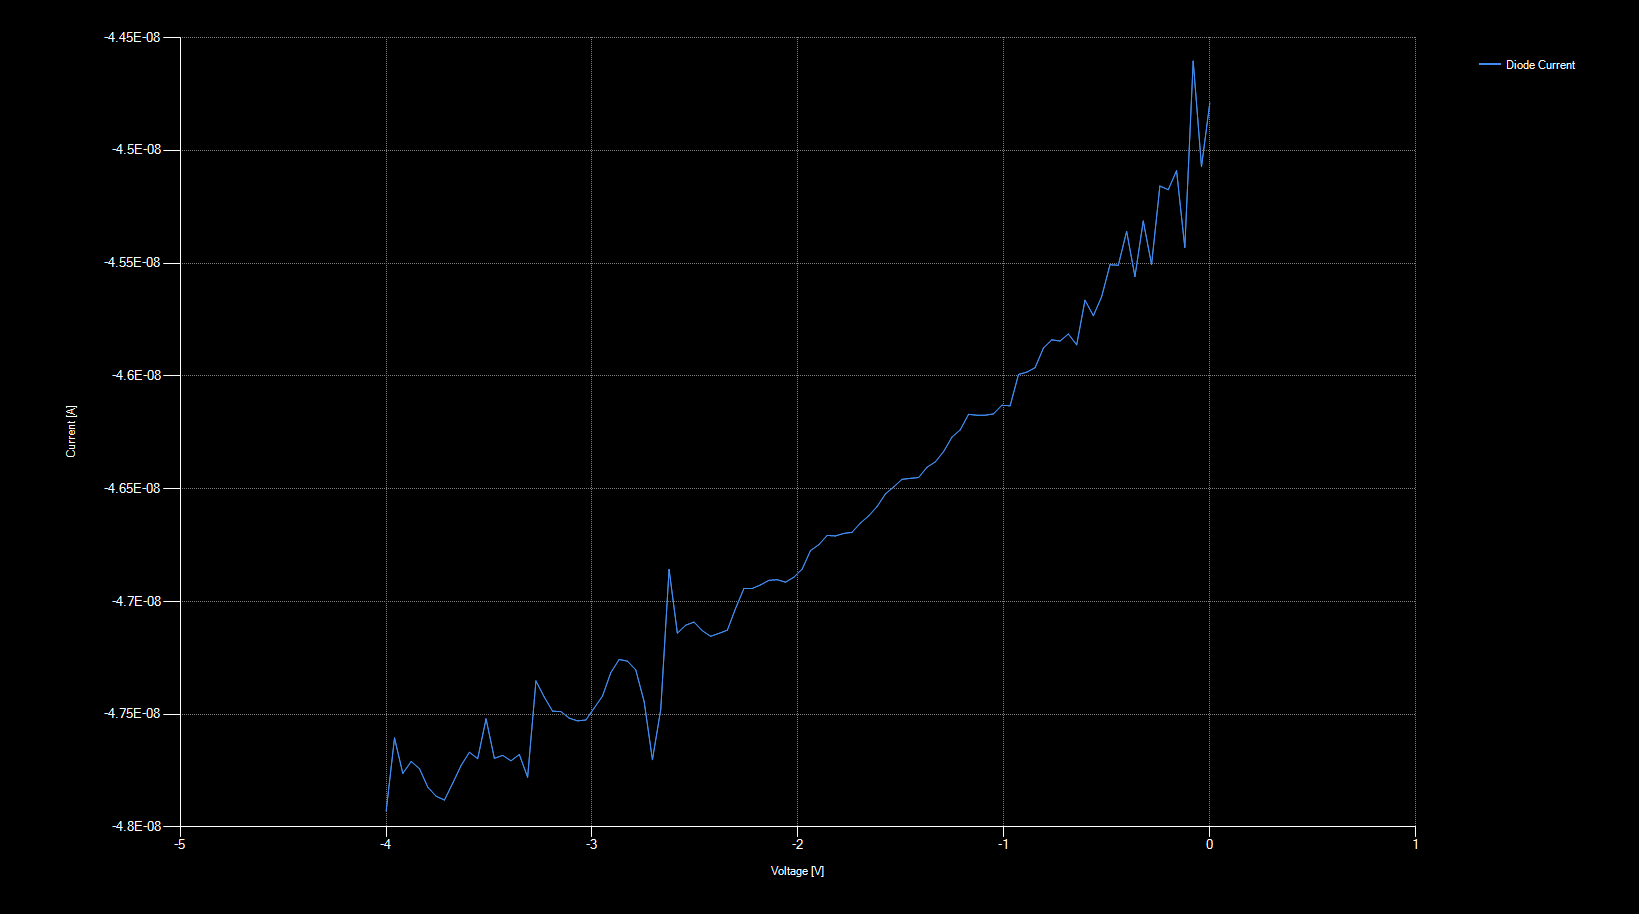 -4.45E-08
Diode Current
-4.5E-08
-4.55E-08
-4.6E-08
Current [A]
-4.65E-08
-4.7E-08
-4.75E-08
-4.8E-08
-5 -4 -3 -2 -1 0 1
Voltage [V]